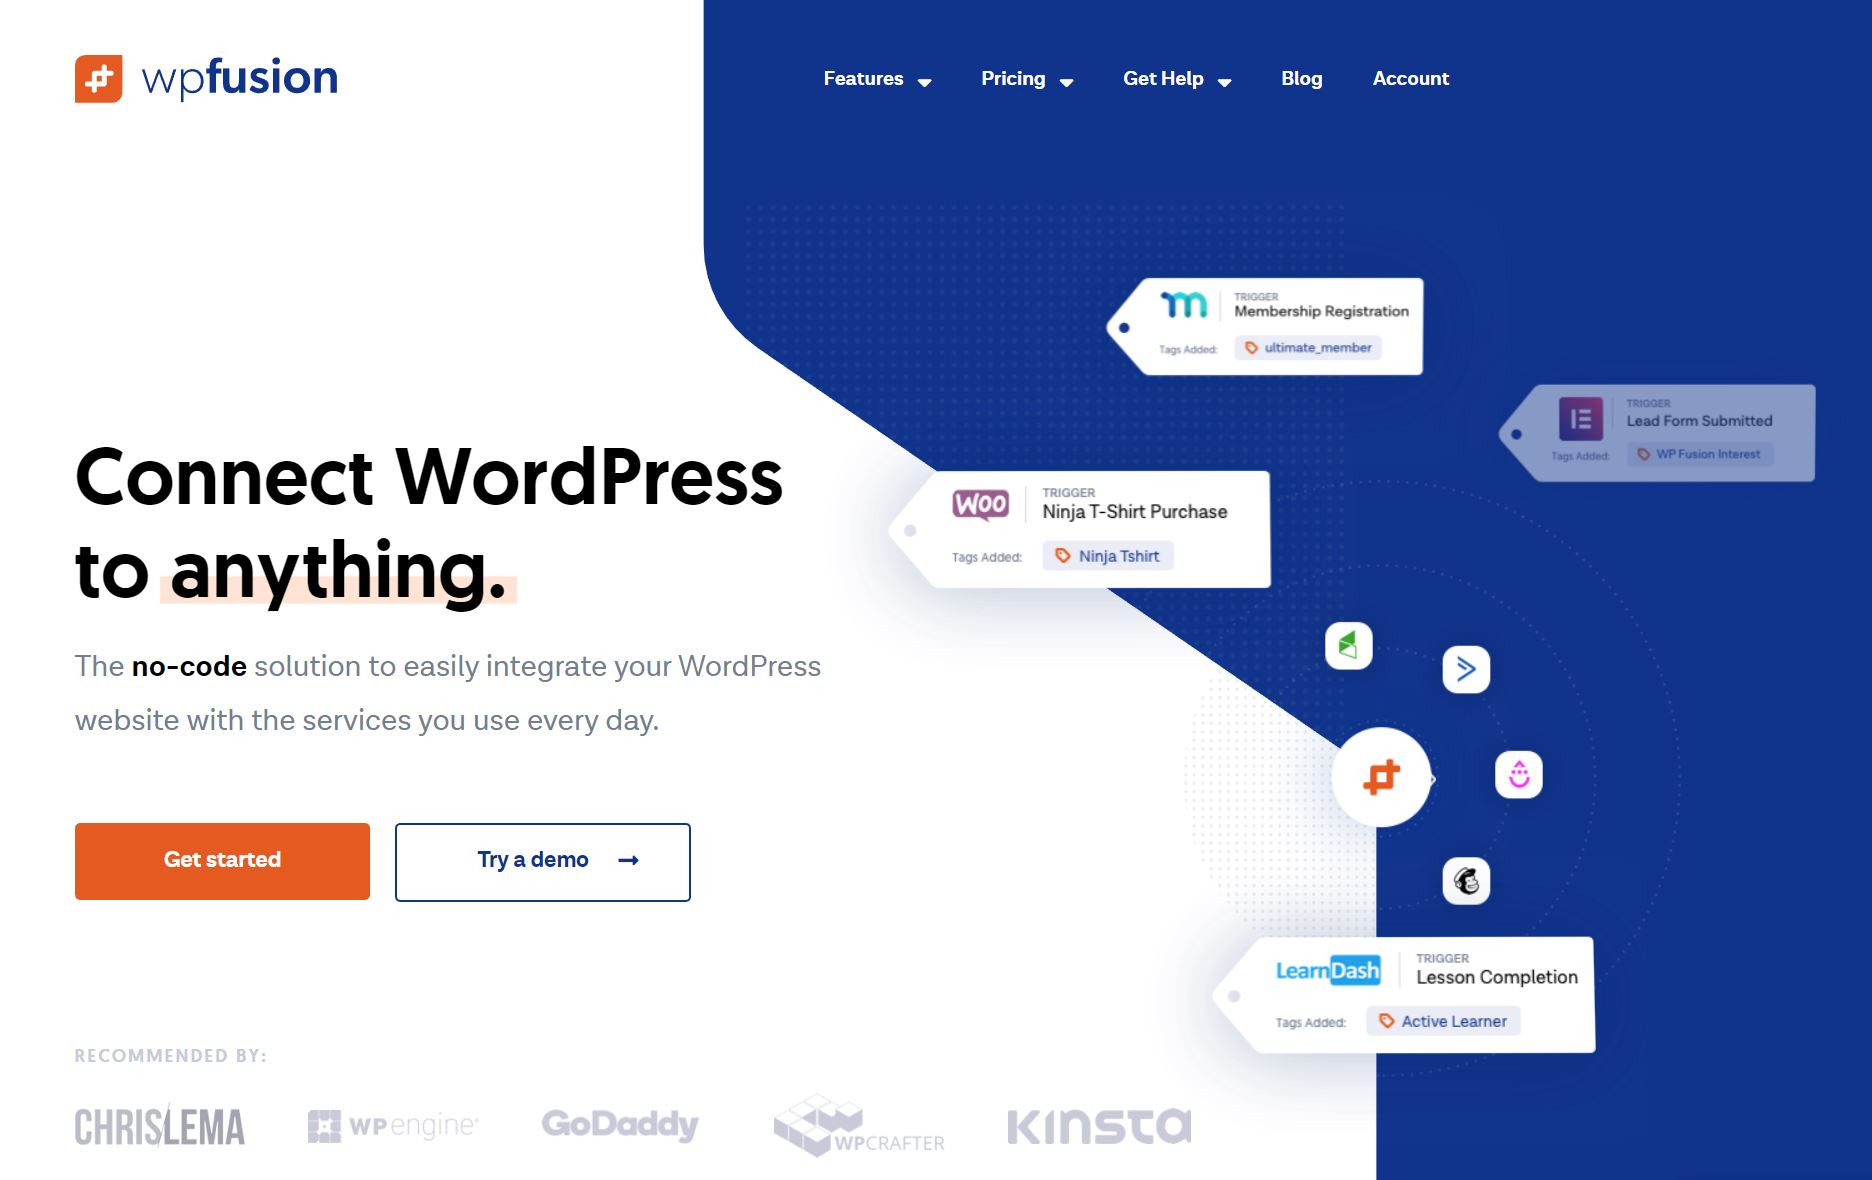 wpfusion
Features
Pricing
Get Help
Blog
Account
TRIGGER
Membership Registration
Tags Added:
ultimate_member
TRIGGER
Lead Form Submitted
Tags Added:
WP Fusion Interest
Connect WordPress
to anything.
WOO
TRIGGER
Ninja T-Shirt Purchase
Tags Added:
Ninja Tshirt
The no-code solution to easily integrate your WordPress
website with the services you use every day.
Get started
Try a demo →
LearnDash
TRIGGER
Lesson Completion
Tags Added:
Active Learner
RECOMMENDED BY:
CHRISLEMA
WP engine
GoDaddy
WPCRAFTER
Kinsta